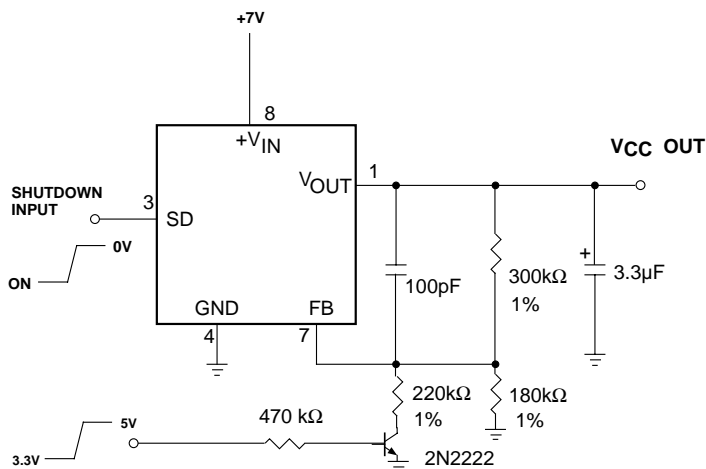 +7V
8
+VIN
VCC OUT
VOUT
1
SHUTDOWN
INPUT
3
SD
0V
ON
100pF
300kΩ
1%
+
3.3µF
GND
FB
4
7
220kΩ
1%
180kΩ
1%
470 kΩ
5V
3.3V
2N2222